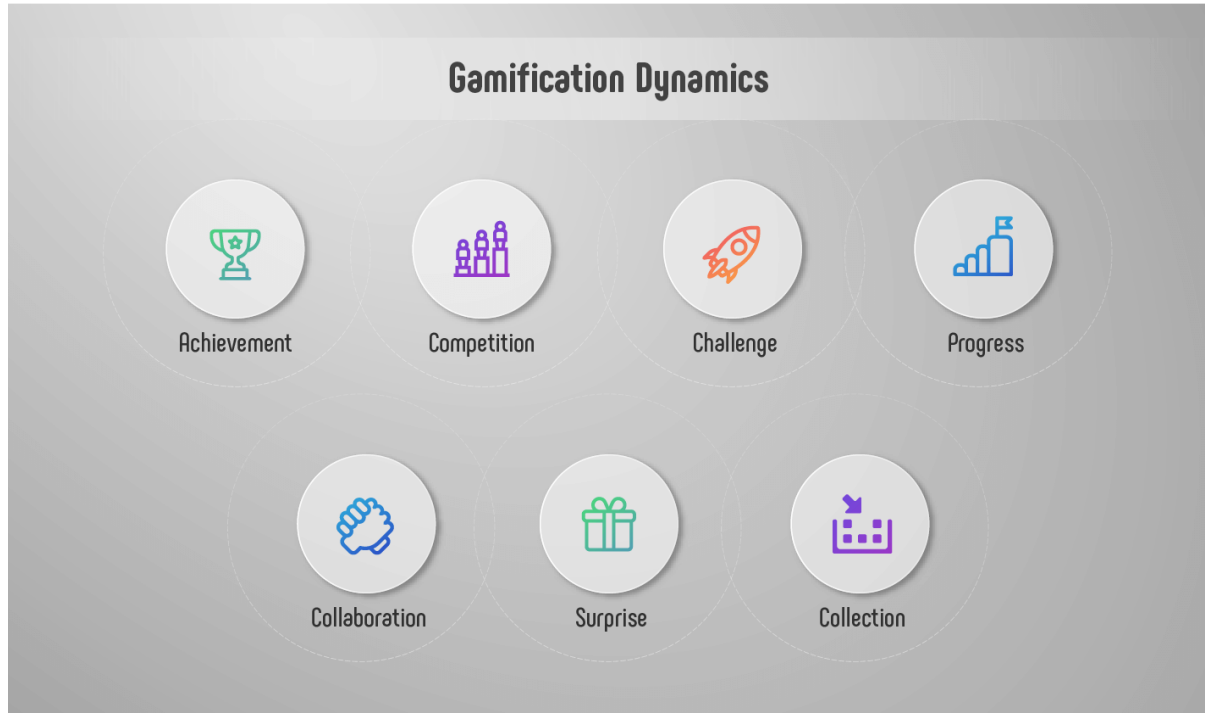 Gamification Dynamics
Achievement
Competition
Challenge
Progress
Collaboration
Surprise
Collection